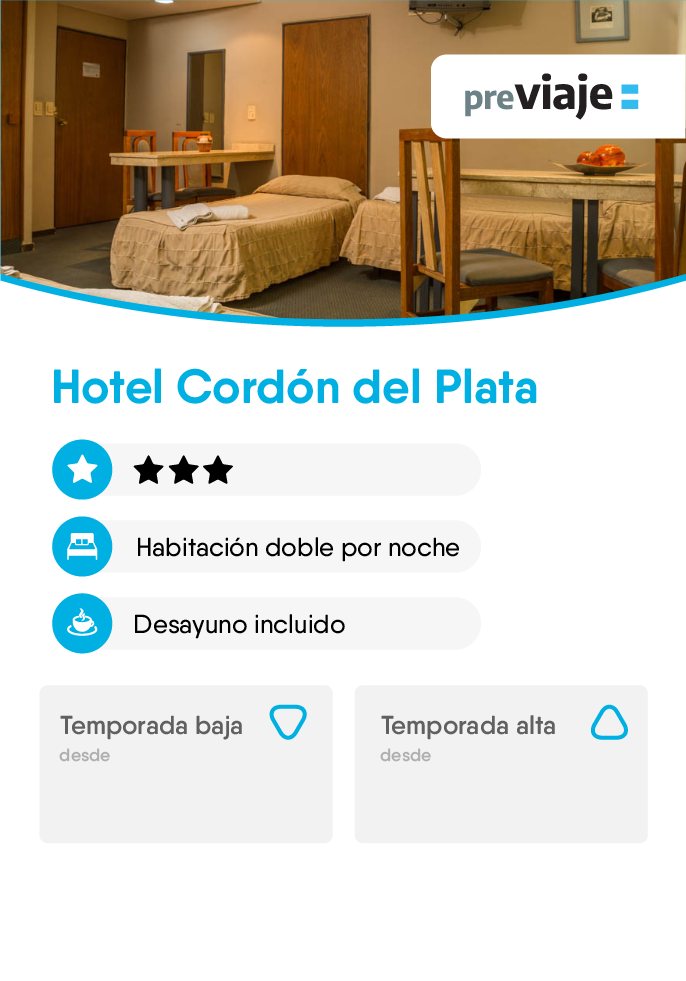 previaje
Hotel Cordón del Plata
Habitación doble por noche
Desayuno incluido
Temporada baja
desde
Temporada alta
desde